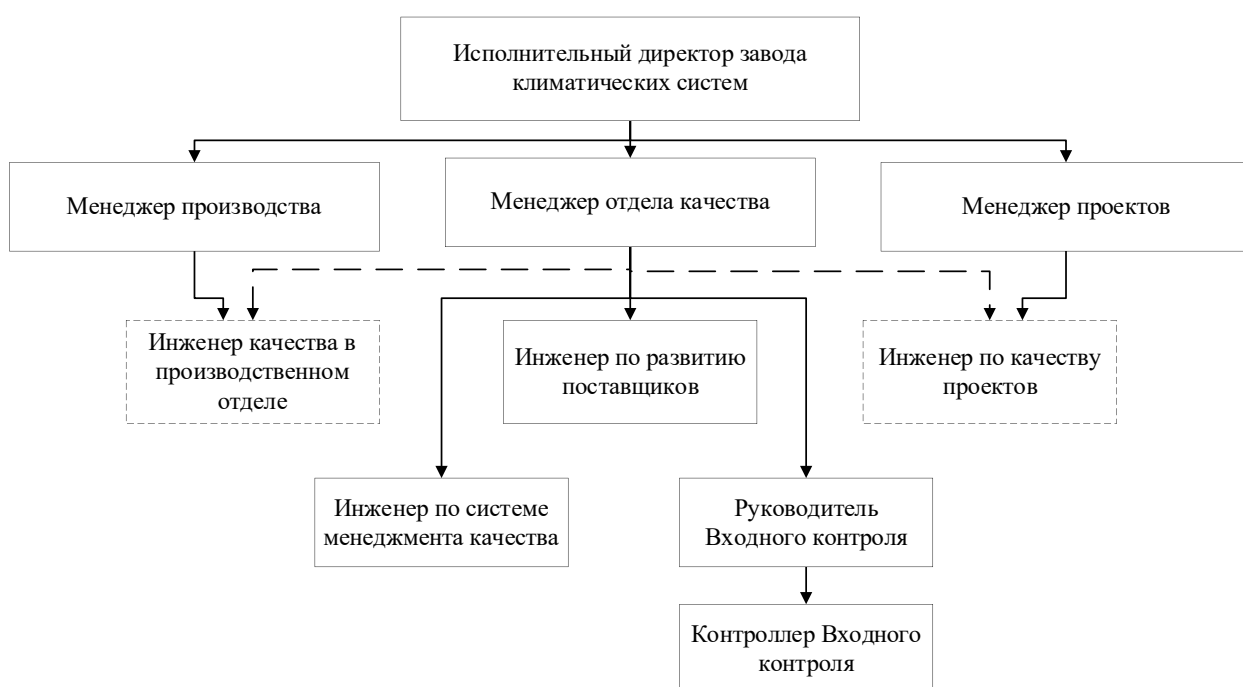 Исполнительный директор завода
климатических систем
Менеджер производства
Менеджер отдела качества
Менеджер проектов
Инженер качества в
производственном
отделе
Инженер по развитию
поставщиков
Инженер по качеству
проектов
Инженер по системе
менеджмента качества
Руководитель
Входного контроля
Контроллер Входного
контроля